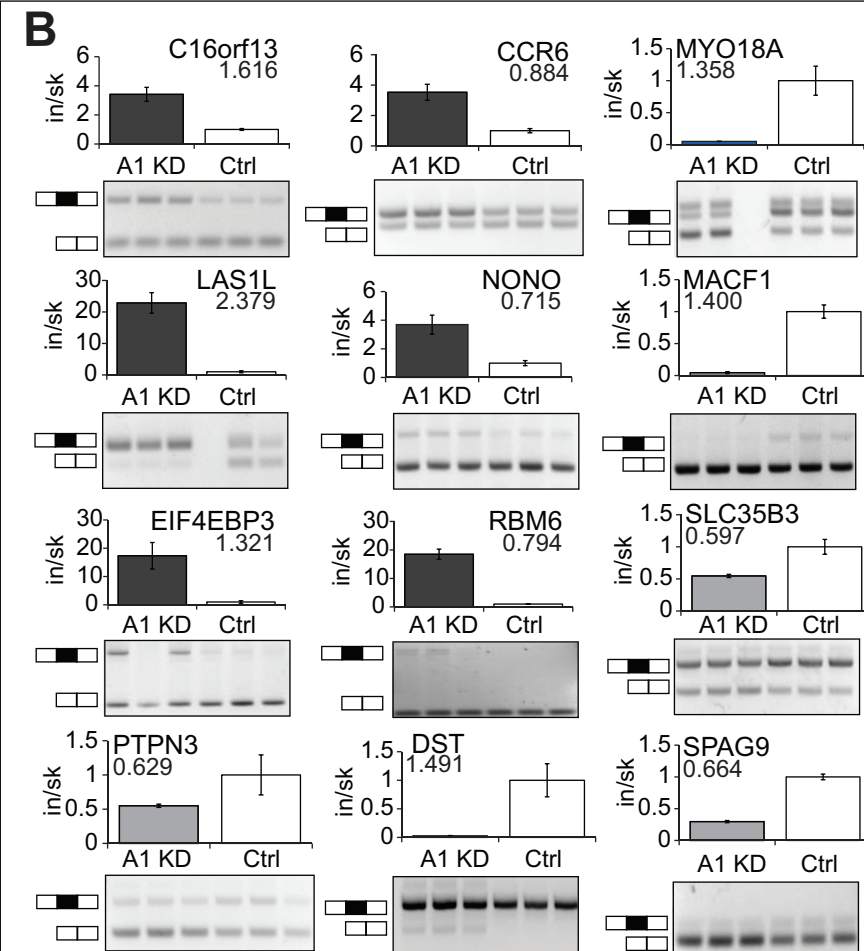 B
C16orf13
1.616
in/sk
6
4
2
0
A1 KD Ctrl
CCR6
0.884
in/sk
6
4
2
0
A1 KD Ctrl
MYO18A
1.358
in/sk
1.5
1
0.5
0
A1 KD Ctrl
LAS1L
2.379
in/sk
30
20
10
0
A1 KD Ctrl
NONO
0.715
in/sk
6
4
2
0
A1 KD Ctrl
MACF1
1.400
in/sk
1.5
1
0.5
0
A1 KD Ctrl
EIF4EBP3
1.321
in/sk
30
20
10
0
A1 KD Ctrl
RBM6
0.794
in/sk
30
20
10
0
A1 KD Ctrl
SLC35B3
0.597
in/sk
1.5
1
0.5
0
A1 KD Ctrl
PTPN3
0.629
in/sk
1.5
1
0.5
0
A1 KD Ctrl
DST
1.491
in/sk
1.5
1
0.5
0
A1 KD Ctrl
SPAG9
0.664
in/sk
1.5
1
0.5
0
A1 KD Ctrl